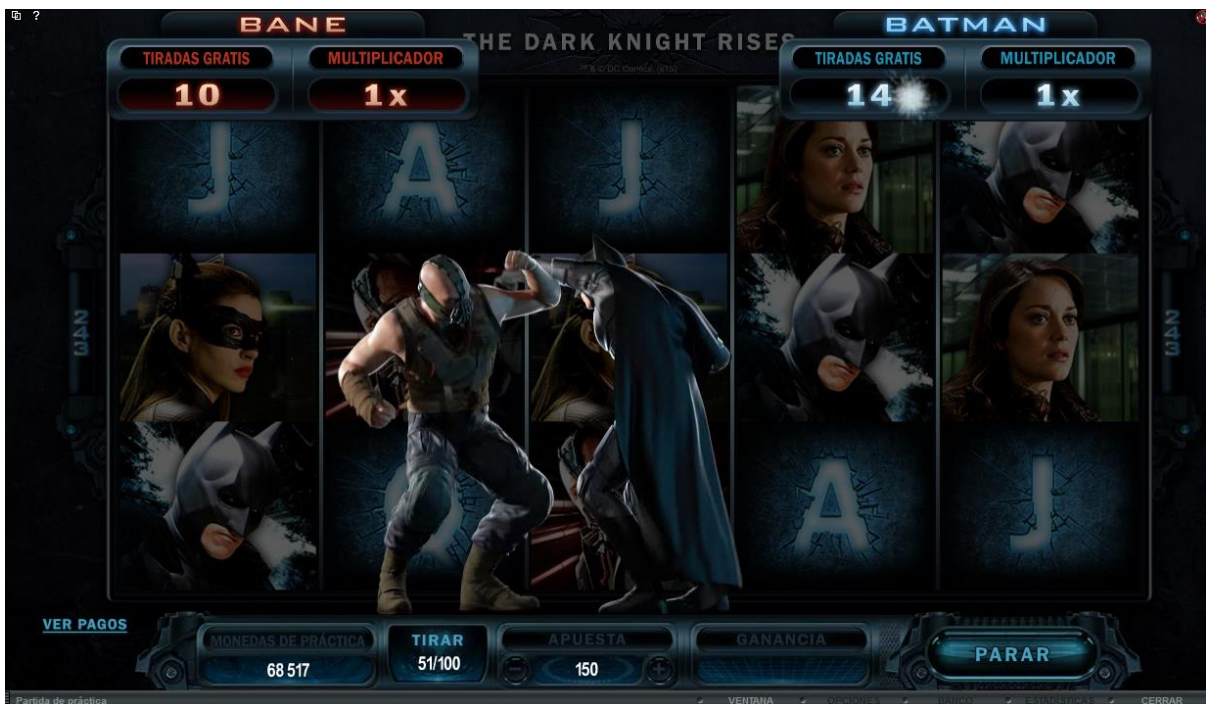 ?
BANE
BATMAN
THE DARK KNIGHT RISES
TIRADAS GRATIS
MULTIPLICADOR
TIRADAS GRATIS
MULTIPLICADOR
10
1x
14
1x
J
A
J
243
243
A
J
VER PAGOS
MONEDAS DE PRÁCTICA
TIRAR
APUESTA
GANANCIA
68 517
51/100
150
PARAR
Partida de práctica
VENTANA
OPCIONES
BANCO
ESTADÍSTICAS
CERRAR